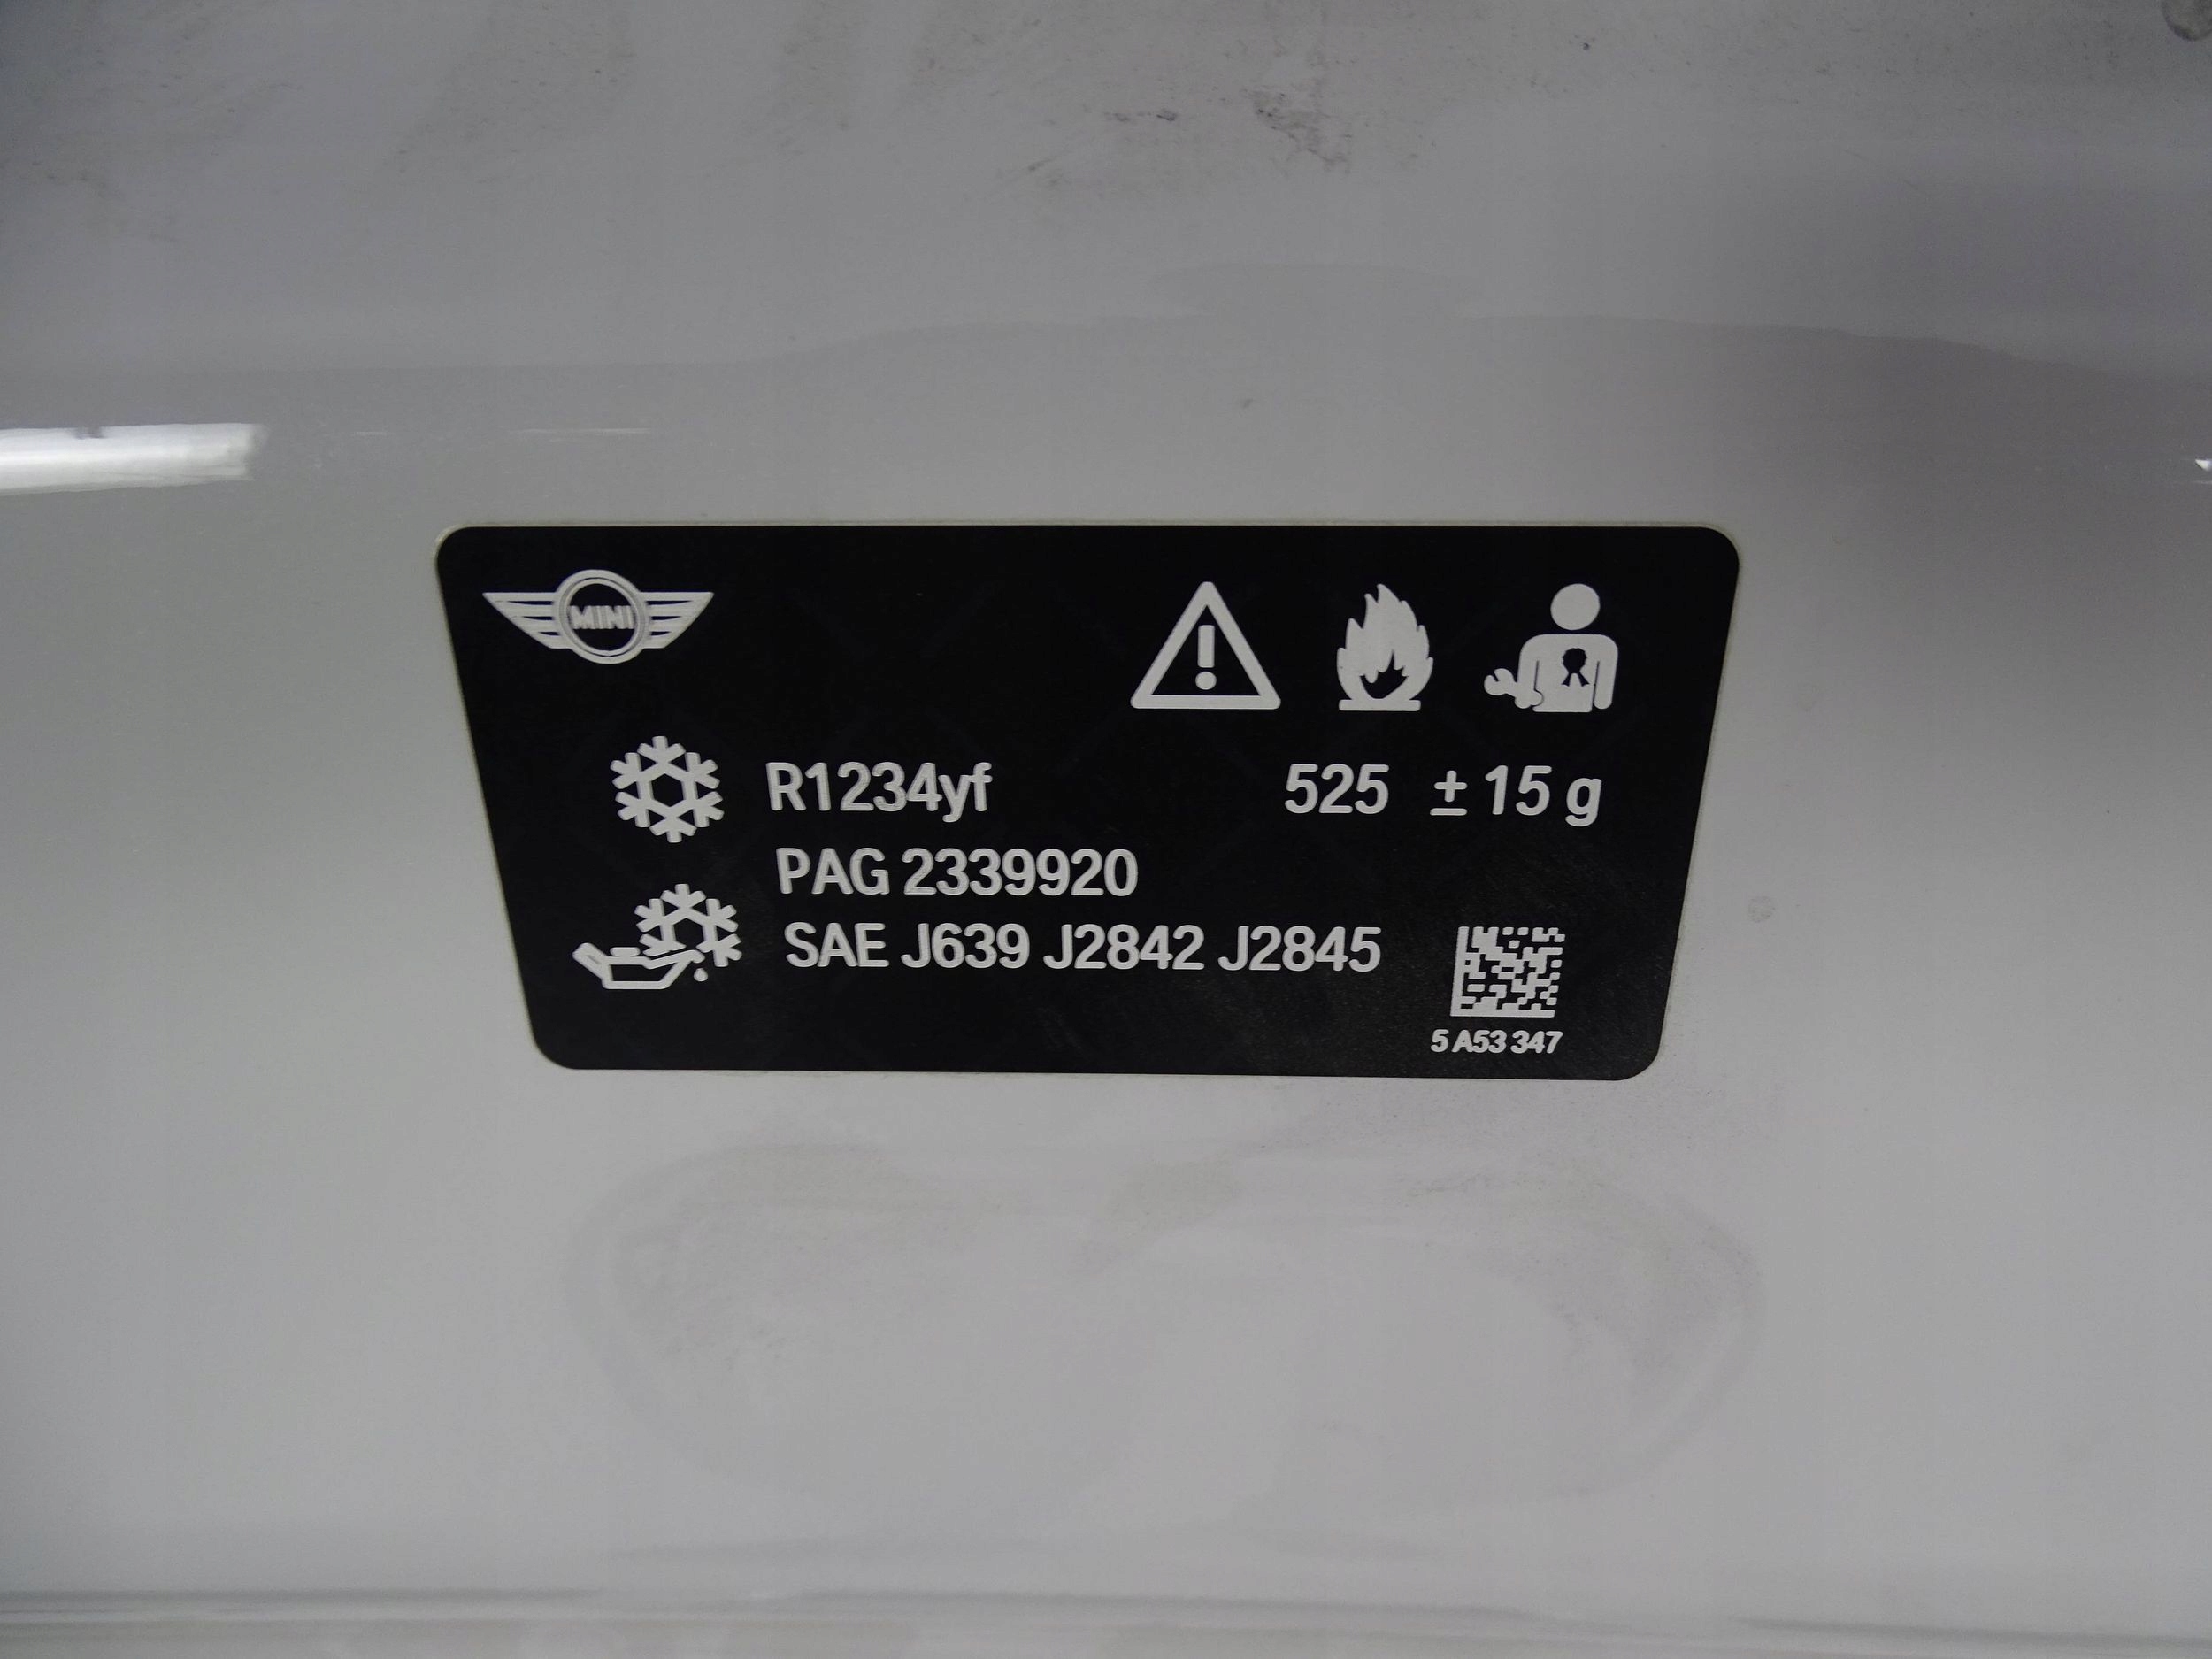 MINI
R1234yf 525 ± 15 g
PAG 2339920
SAE J639 J2842 J2845
5 A53 347